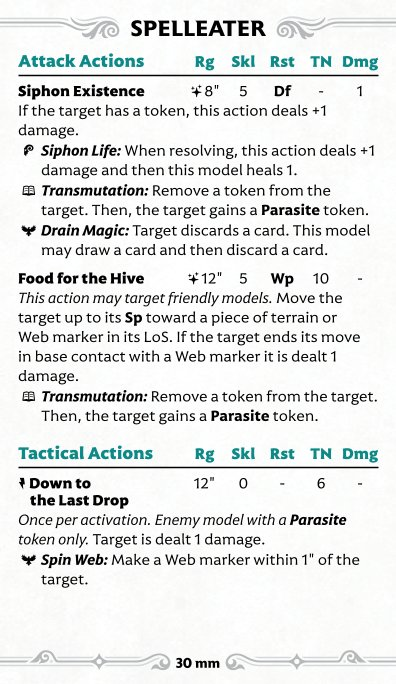 SPELLEATER
Attack Actions Rg Skl Rst TN Dmg
Siphon Existence 8" 5 Df - 1
If the target has a token, this action deals +1
damage.
Siphon Life: When resolving, this action deals +1
damage and then this model heals 1.
Transmutation: Remove a token from the
target. Then, the target gains a Parasite token.
Drain Magic: Target discards a card. This model
may draw a card and then discard a card.
Food for the Hive 12" 5 Wp 10 -
This action may target friendly models. Move the
target up to its Sp toward a piece of terrain or
Web marker in its LoS. If the target ends its move
in base contact with a Web marker it is dealt 1
damage.
Transmutation: Remove a token from the target.
Then, the target gains a Parasite token.
Tactical Actions Rg Skl Rst TN Dmg
Down to 12" 0 - 6 -
the Last Drop
Once per activation. Enemy model with a Parasite
token only. Target is dealt 1 damage.
Spin Web: Make a Web marker within 1" of the
target.
30 mm